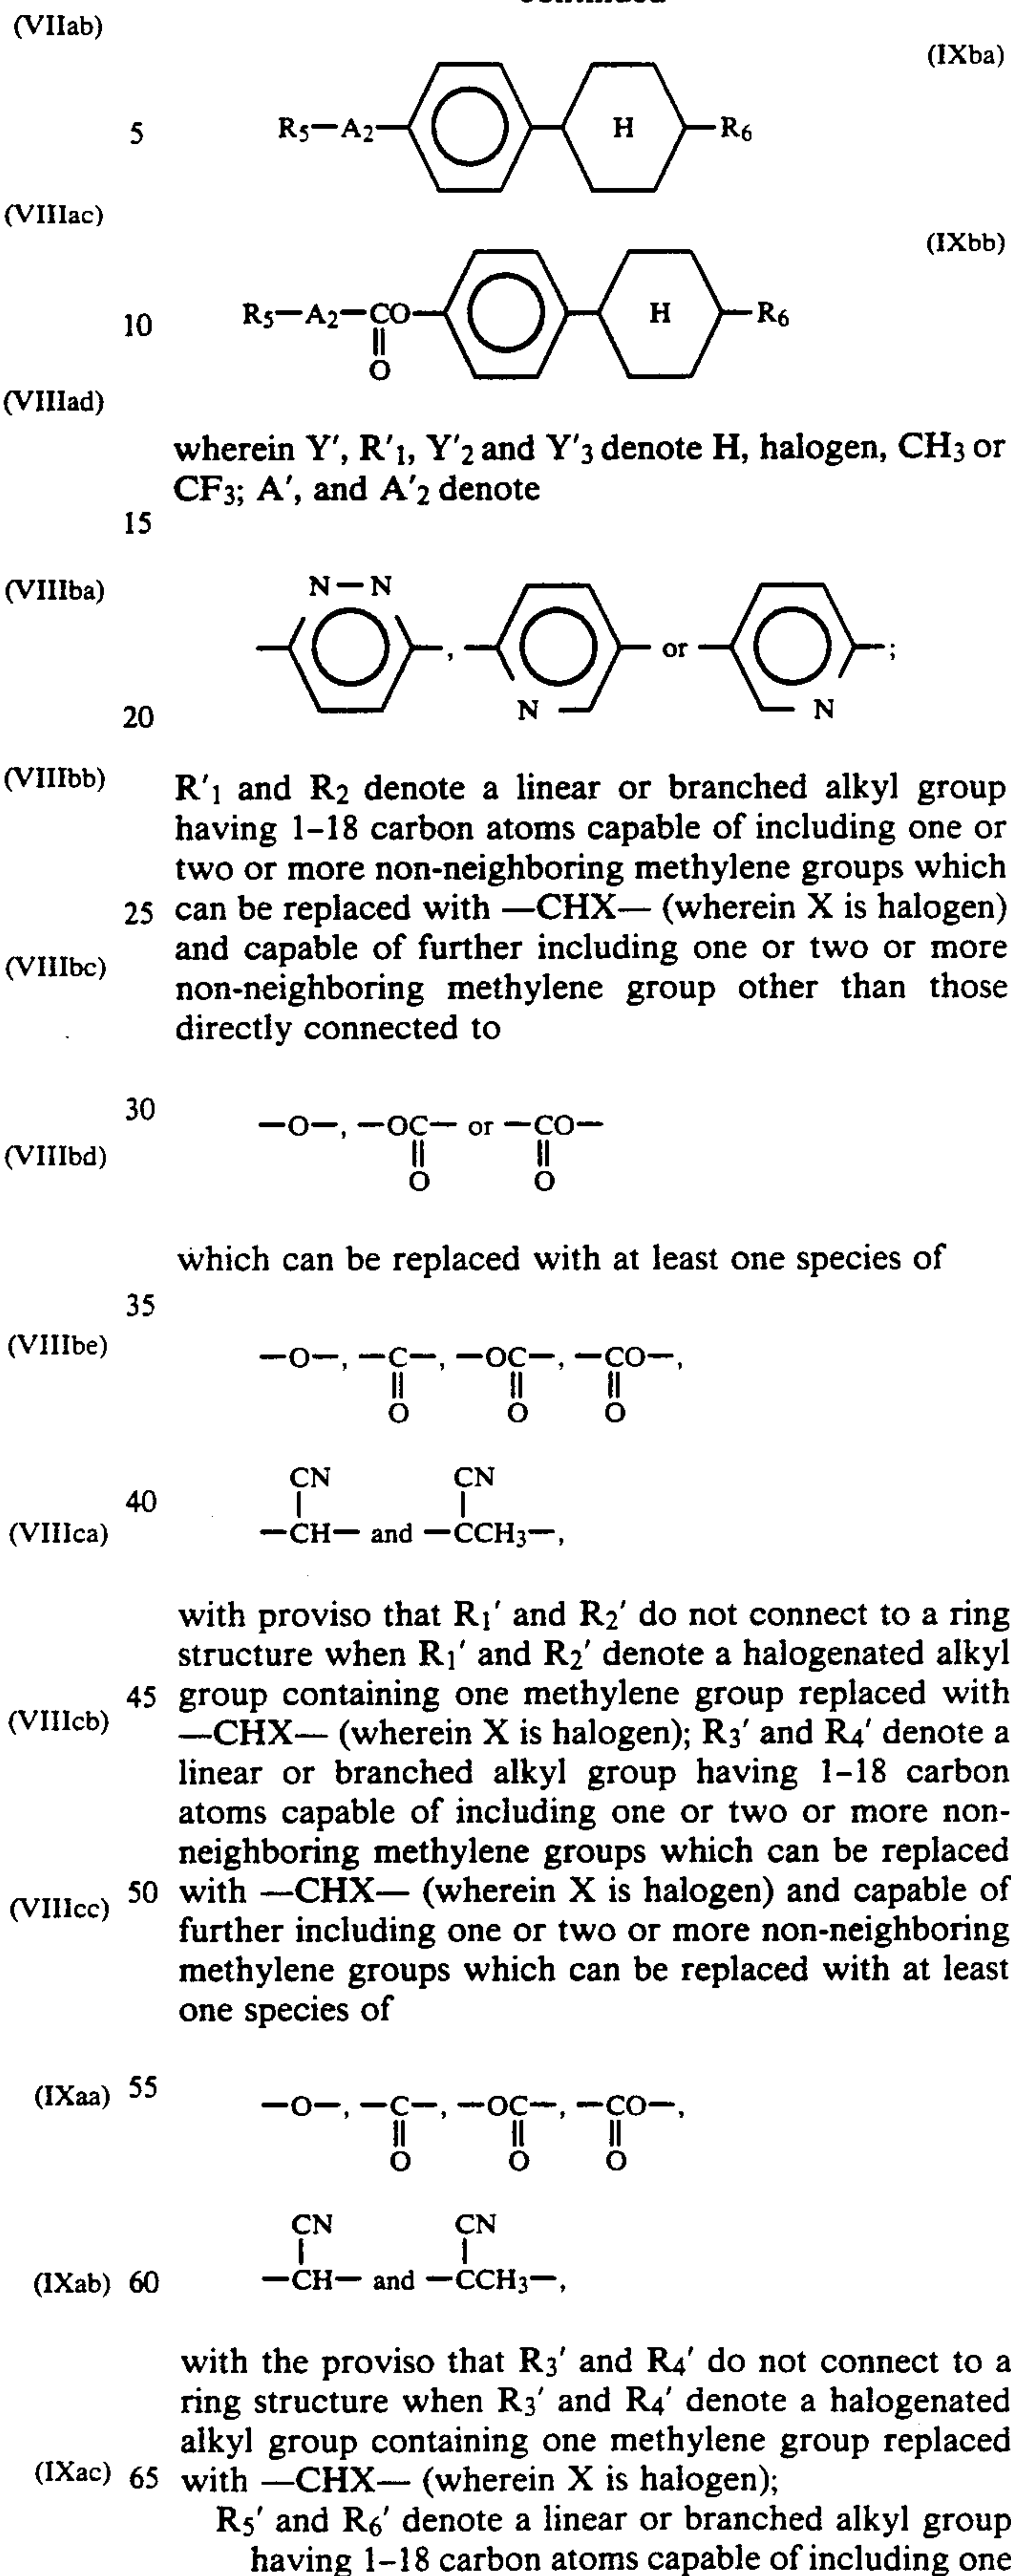 (VIIab)
(IXba)
5
R5—A2— H —R6
(VIIIac)
(IXbb)
10
R5—A2—CO— H —R6
||
O
(VIIIad)
wherein Y', R'1, Y'2 and Y'3 denote H, halogen, CH3 or
CF3; A', and A'2 denote
15
(VIIIba)
N—N
— —, — — or — —;
N N
20
(VIIIbb)
R'1 and R2 denote a linear or branched alkyl group
having 1–18 carbon atoms capable of including one or
two or more non-neighboring methylene groups which
25 can be replaced with —CHX— (wherein X is halogen)
and capable of further including one or two or more
(VIIIbc)
non-neighboring methylene group other than those
directly connected to
30
—O—, —OC— or —CO—
|| ||
O O
(VIIIbd)
which can be replaced with at least one species of
35
(VIIIbe)
—O—, —C—, —OC—, —CO—,
|| || ||
O O O
CN CN
40
| |
(VIIIca)
—CH— and —CCH3—,
with proviso that R1' and R2' do not connect to a ring
structure when R1' and R2' denote a halogenated alkyl
45 group containing one methylene group replaced with
(VIIIcb)
—CHX— (wherein X is halogen); R3' and R4' denote a
linear or branched alkyl group having 1–18 carbon
atoms capable of including one or two or more non-
neighboring methylene groups which can be replaced
50 with —CHX— (wherein X is halogen) and capable of
(VIIIcc)
further including one or two or more non-neighboring
methylene groups which can be replaced with at least
one species of
(IXaa) 55
—O—, —C—, —OC—, —CO—,
|| || ||
O O O
CN CN
| |
(IXab) 60
—CH— and —CCH3—,
with the proviso that R3' and R4' do not connect to a
ring structure when R3' and R4' denote a halogenated
alkyl group containing one methylene group replaced
(IXac) 65 with —CHX— (wherein X is halogen);
R5' and R6' denote a linear or branched alkyl group
having 1–18 carbon atoms capable of including one